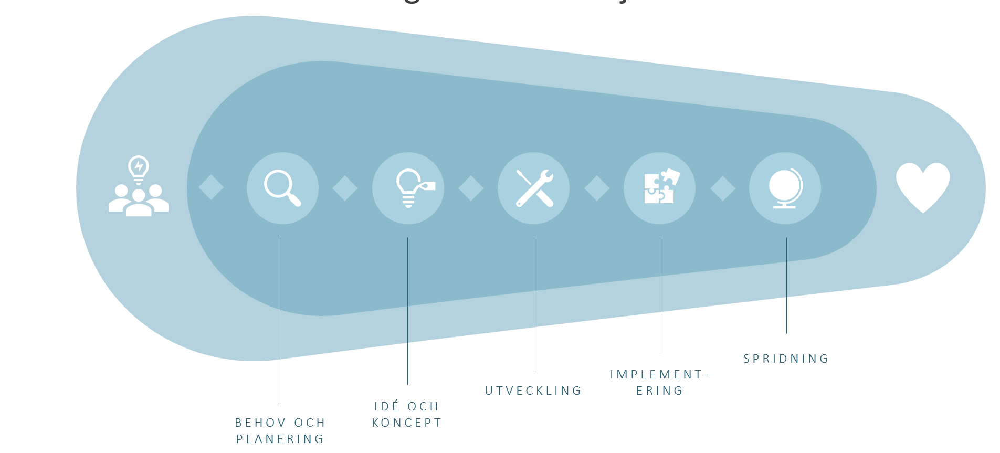 BEHOV OCH
PLANERING
IDÉ OCH
KONCEPT
UTVECKLING
IMPLEMENT-
ERING
SPRIDNING